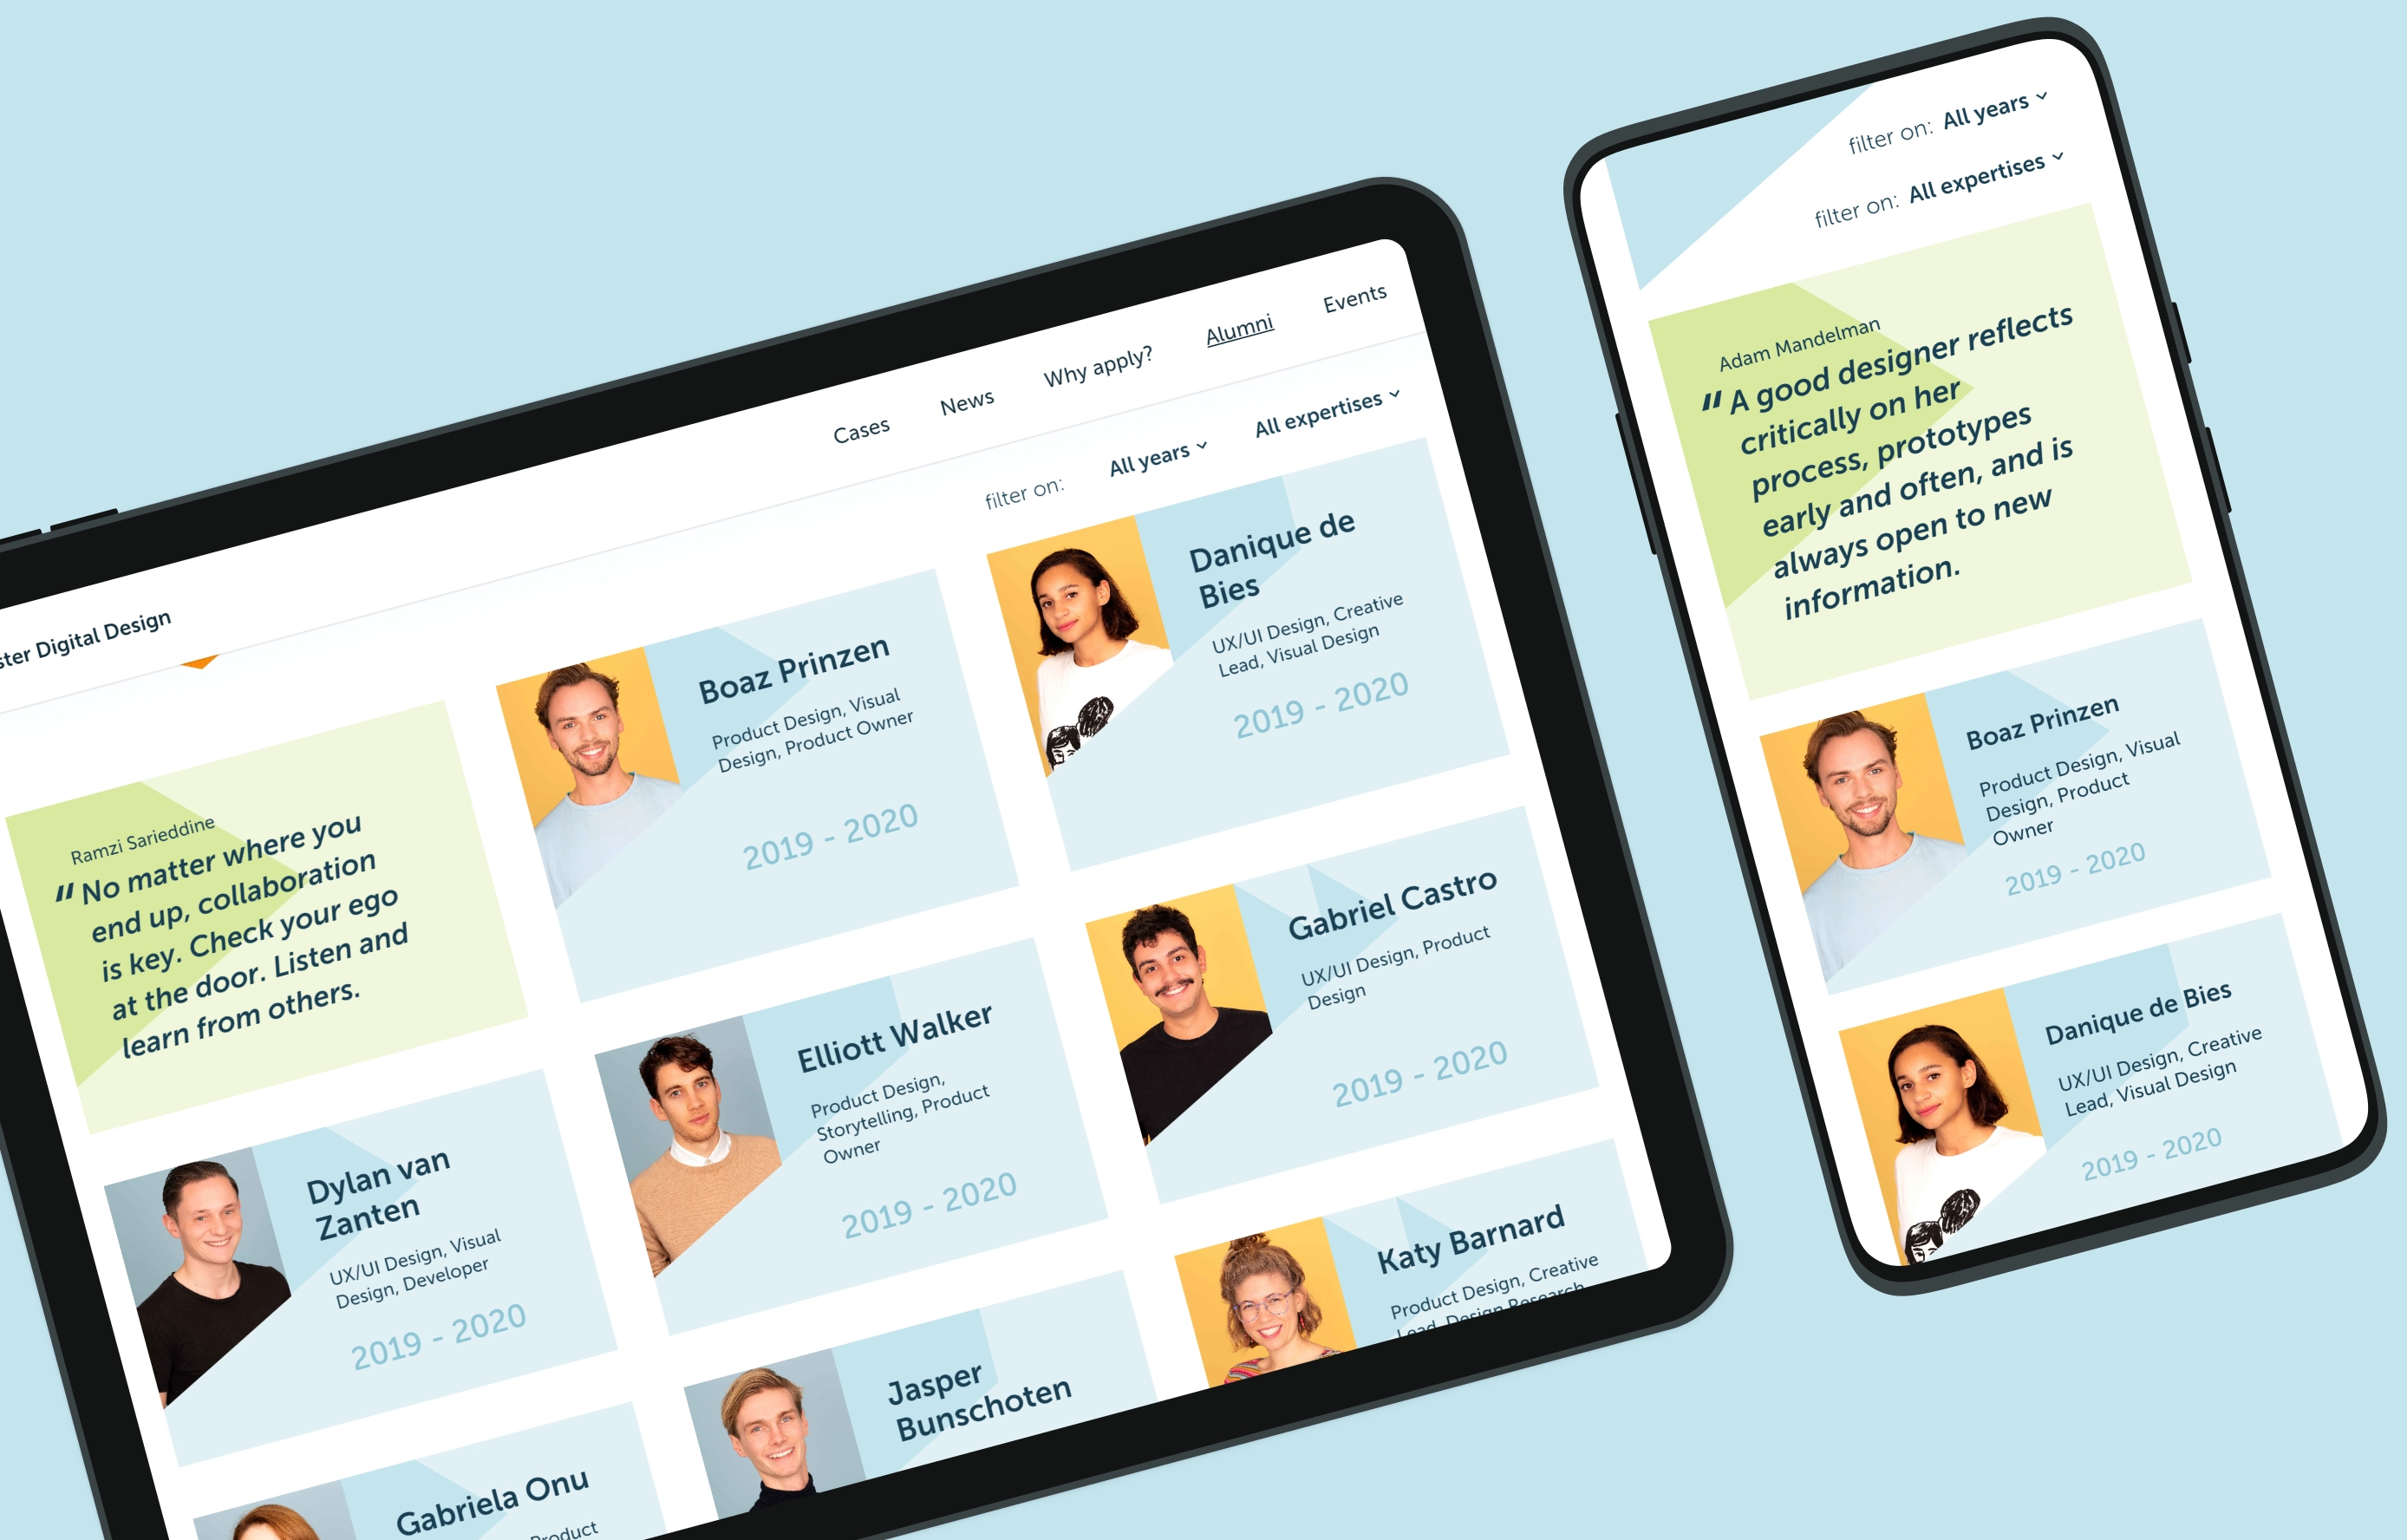 ster Digital Design
Cases
News
Why apply?
Alumni
Events
filter on:
All years
All expertises
Ramzi Sarieddine
“ No matter where you
end up, collaboration
is key. Check your ego
at the door. Listen and
learn from others.
Boaz Prinzen
Product Design, Visual
Design, Product Owner
2019 - 2020
Danique de
Bies
UX/UI Design, Creative
Lead, Visual Design
2019 - 2020
Dylan van
Zanten
UX/UI Design, Visual
Design, Developer
2019 - 2020
Elliott Walker
Product Design,
Storytelling, Product
Owner
2019 - 2020
Gabriel Castro
UX/UI Design, Product
Design
2019 - 2020
Gabriela Onu
Product
Jasper
Bunschoten
Katy Barnard
Product Design, Creative
Lead, Design Research
filter on: All years
filter on: All expertises
Adam Mandelman
“ A good designer reflects
critically on her
process, prototypes
early and often, and is
always open to new
information.
Boaz Prinzen
Product Design, Visual
Design, Product
Owner
2019 - 2020
Danique de Bies
UX/UI Design, Creative
Lead, Visual Design
2019 - 2020